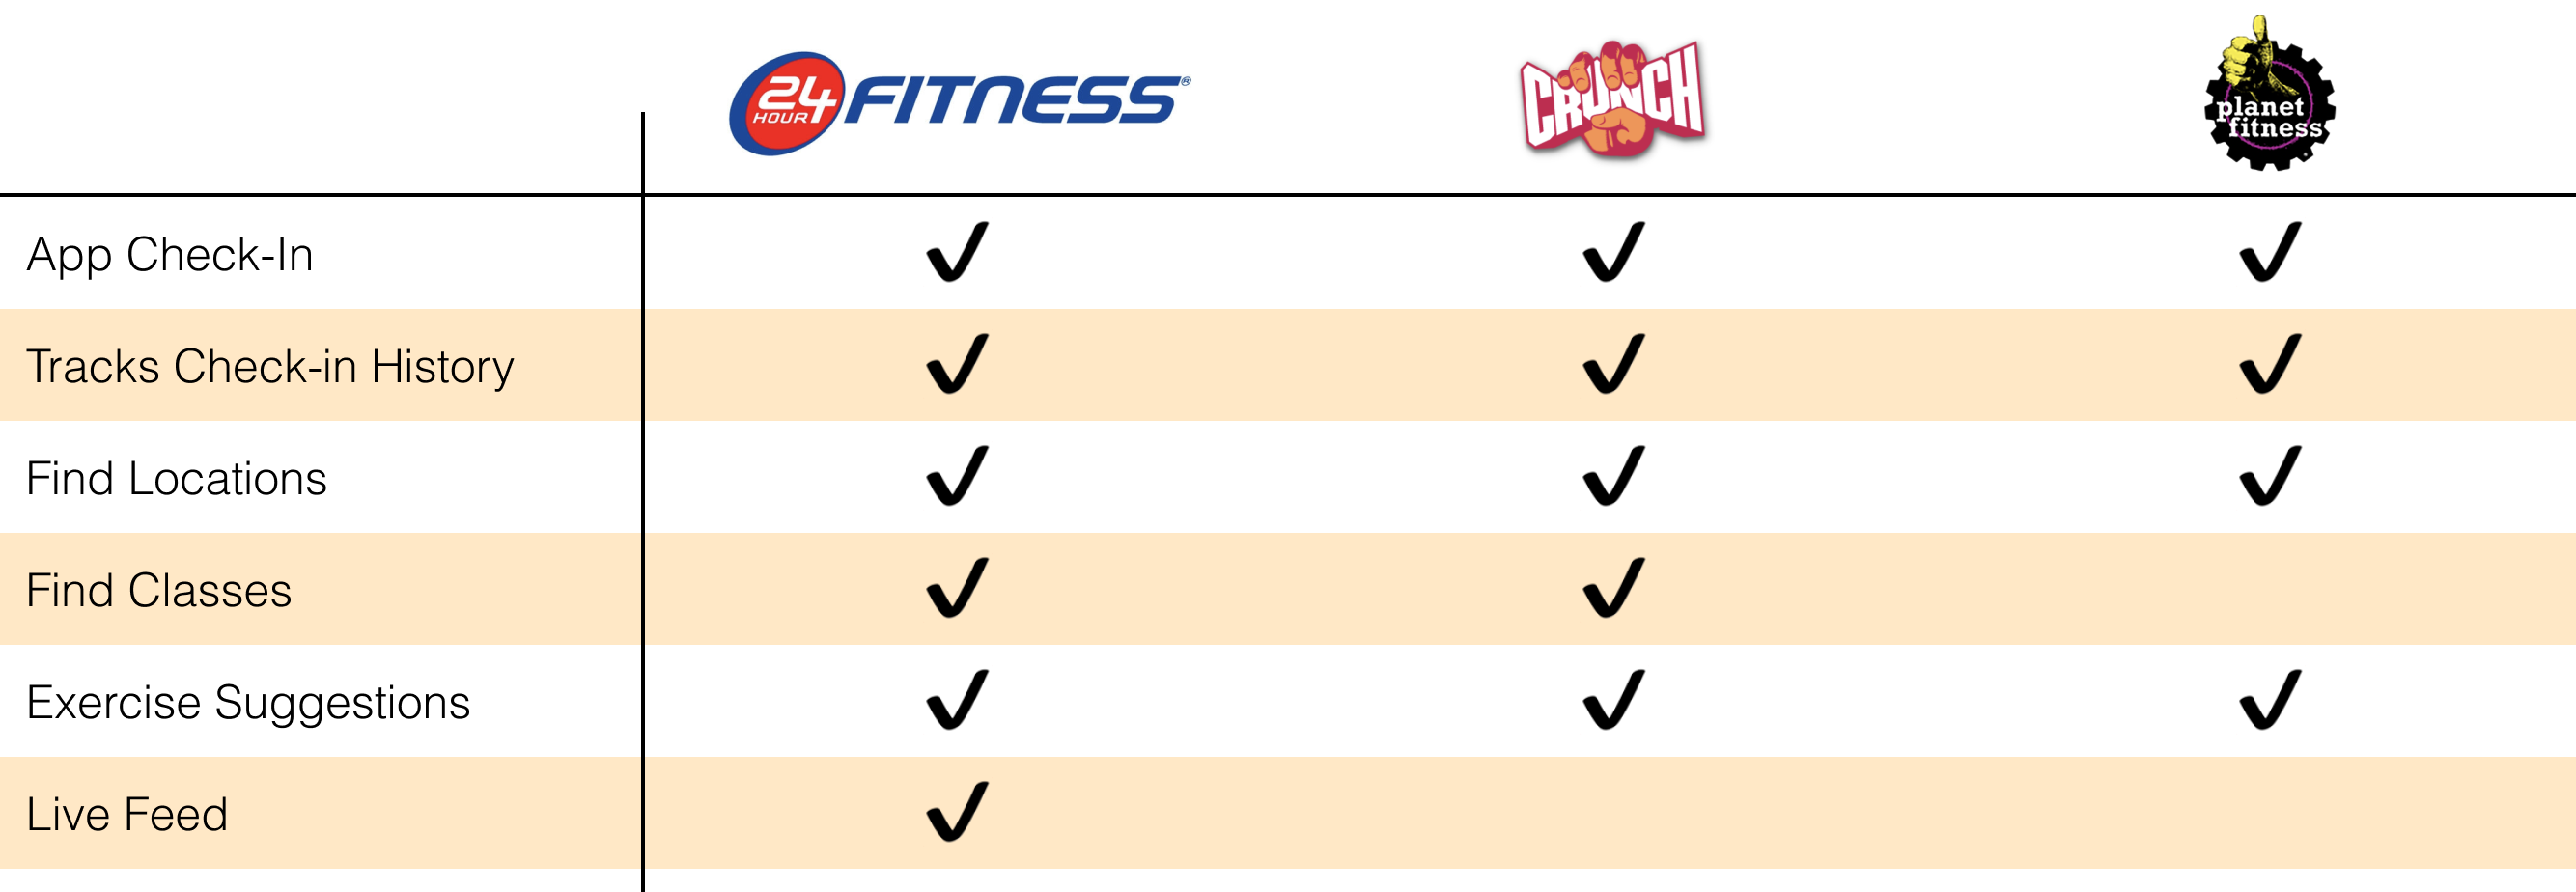 24
HOUR
FITNESS®
CRUNCH
planet
fitness
App Check-In ✓ ✓ ✓
Tracks Check-in History ✓ ✓ ✓
Find Locations ✓ ✓ ✓
Find Classes ✓ ✓
Exercise Suggestions ✓ ✓ ✓
Live Feed ✓